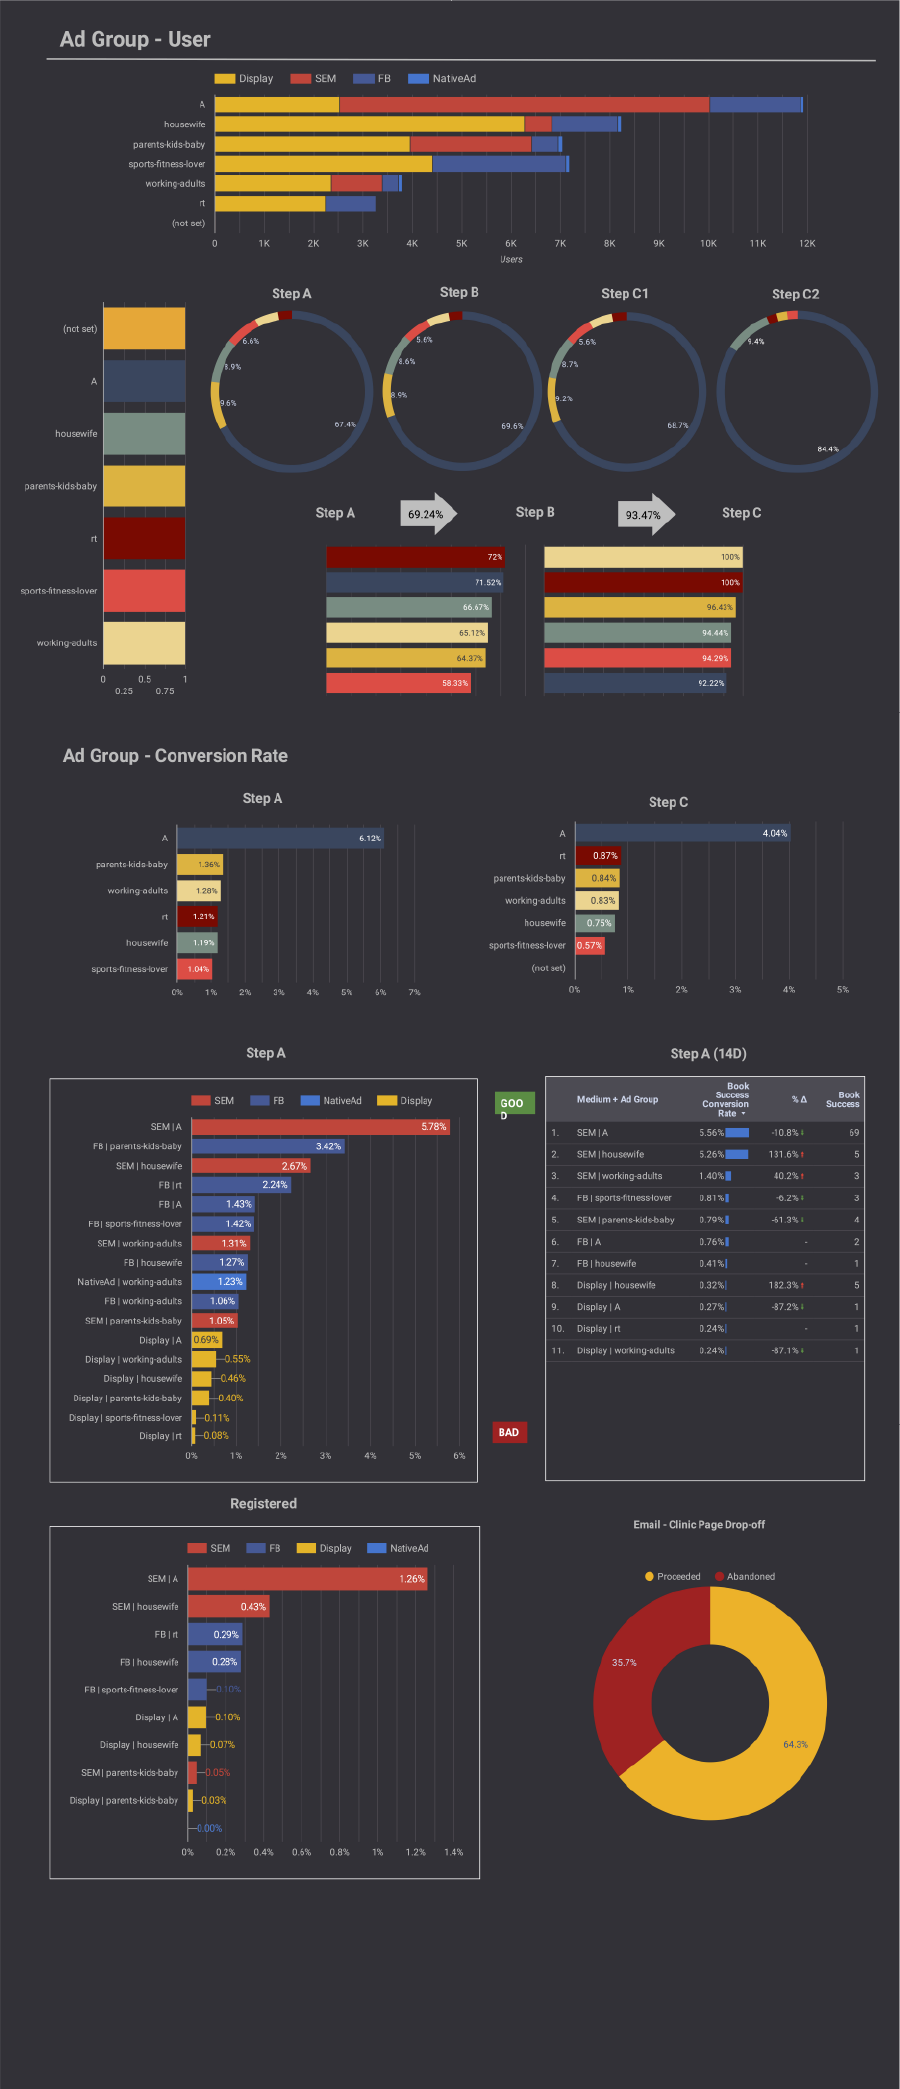 Ad Group - User
Display SEM FB NativeAd
A
housewife
parents-kids-baby
sports-fitness-lover
working-adults
rt
(not set)
0 1K 2K 3K 4K 5K 6K 7K 8K 9K 10K 11K 12K
Users
Step A Step B Step C1 Step C2
6.6%
8.9%
9.6%
67.4%
5.6%
8.6%
8.9%
69.6%
5.6%
8.7%
9.2%
68.7%
9.4%
84.4%
(not set)
A
housewife
parents-kids-baby
rt
sports-fitness-lover
working-adults
0 0.5 1
0.25 0.75
Step A 69.24% Step B 93.47% Step C
72% 100%
71.52% 100%
66.67% 96.43%
65.12% 94.44%
64.37% 94.29%
58.33% 92.22%
Ad Group - Conversion Rate
Step A
A 6.12%
parents-kids-baby 1.36%
working-adults 1.28%
rt 1.21%
housewife 1.19%
sports-fitness-lover 1.04%
0% 1% 2% 3% 4% 5% 6% 7%
Step C
A 4.04%
rt 0.87%
parents-kids-baby 0.84%
working-adults 0.83%
housewife 0.75%
sports-fitness-lover 0.57%
(not set)
0% 1% 2% 3% 4% 5%
Step A
SEM FB NativeAd Display
SEM | A 5.78%
FB | parents-kids-baby 3.42%
SEM | housewife 2.67%
FB | rt 2.24%
FB | A 1.43%
FB | sports-fitness-lover 1.42%
SEM | working-adults 1.31%
FB | housewife 1.27%
NativeAd | working-adults 1.23%
FB | working-adults 1.06%
SEM | parents-kids-baby 1.05%
Display | A 0.69%
Display | working-adults 0.55%
Display | housewife 0.46%
Display | parents-kids-baby 0.40%
Display | sports-fitness-lover 0.11%
Display | rt 0.08%
0% 1% 2% 3% 4% 5% 6%
GOO
D
BAD
Step A (14D)
Medium + Ad Group Book Success Conversion Rate % Δ Book Success
1. SEM | A 5.56% -10.8% 69
2. SEM | housewife 5.26% 131.6% 5
3. SEM | working-adults 1.40% 40.2% 3
4. FB | sports-fitness-lover 0.81% -6.2% 3
5. SEM | parents-kids-baby 0.79% -61.3% 4
6. FB | A 0.76% - 2
7. FB | housewife 0.41% - 1
8. Display | housewife 0.32% 182.3% 5
9. Display | A 0.27% -87.2% 1
10. Display | rt 0.24% - 1
11. Display | working-adults 0.24% -87.1% 1
Registered
SEM FB Display NativeAd
SEM | A 1.26%
SEM | housewife 0.43%
FB | rt 0.29%
FB | housewife 0.28%
FB | sports-fitness-lover 0.10%
Display | A 0.10%
Display | housewife 0.07%
SEM | parents-kids-baby 0.05%
Display | parents-kids-baby 0.03%
0.00%
0% 0.2% 0.4% 0.6% 0.8% 1% 1.2% 1.4%
Email - Clinic Page Drop-off
Proceeded Abandoned
35.7%
64.3%